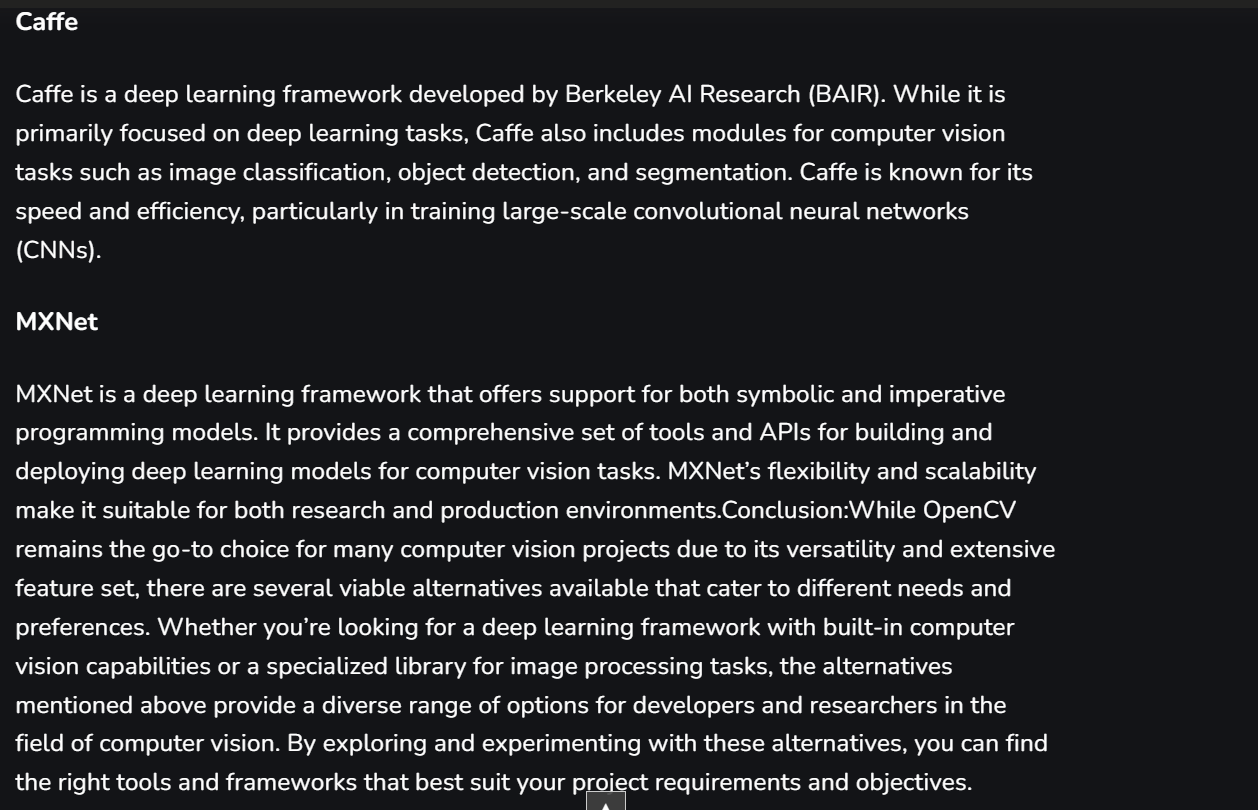 Caffe
Caffe is a deep learning framework developed by Berkeley AI Research (BAIR). While it is
primarily focused on deep learning tasks, Caffe also includes modules for computer vision
tasks such as image classification, object detection, and segmentation. Caffe is known for its
speed and efficiency, particularly in training large-scale convolutional neural networks
(CNNs).
MXNet
MXNet is a deep learning framework that offers support for both symbolic and imperative
programming models. It provides a comprehensive set of tools and APIs for building and
deploying deep learning models for computer vision tasks. MXNet’s flexibility and scalability
make it suitable for both research and production environments.Conclusion:While OpenCV
remains the go-to choice for many computer vision projects due to its versatility and extensive
feature set, there are several viable alternatives available that cater to different needs and
preferences. Whether you’re looking for a deep learning framework with built-in computer
vision capabilities or a specialized library for image processing tasks, the alternatives
mentioned above provide a diverse range of options for developers and researchers in the
field of computer vision. By exploring and experimenting with these alternatives, you can find
the right tools and frameworks that best suit your project requirements and objectives.